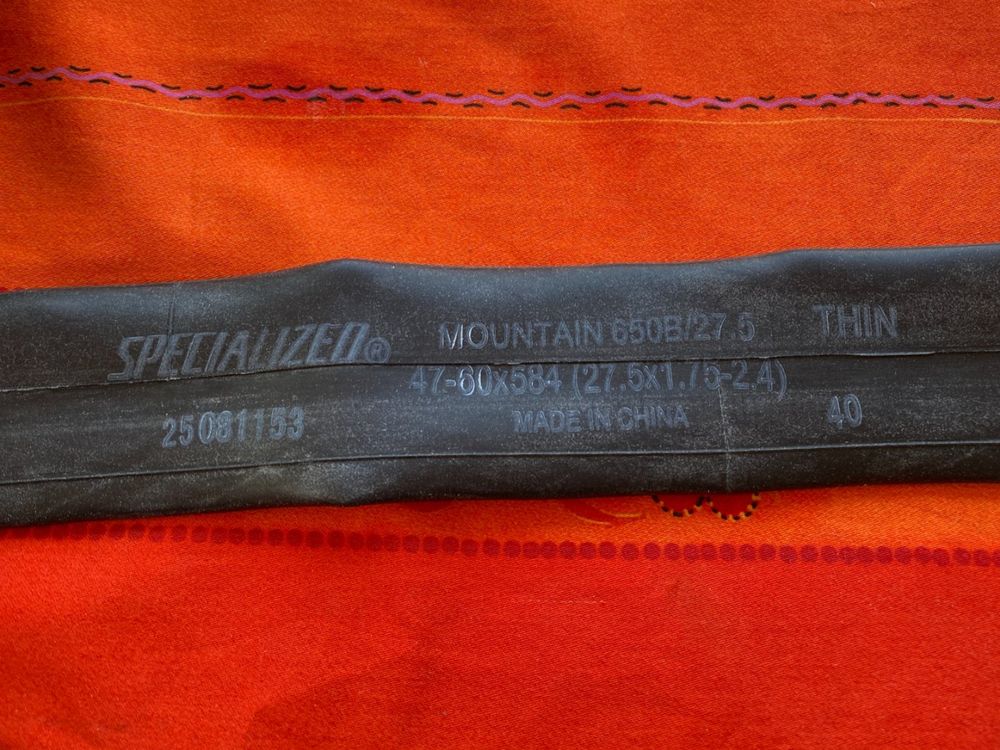 SPECIALIZED® MOUNTAIN 650B/27.5 THIN
47-60x584 (27.5x1.75-2.4)
25081153 MADE IN CHINA 40